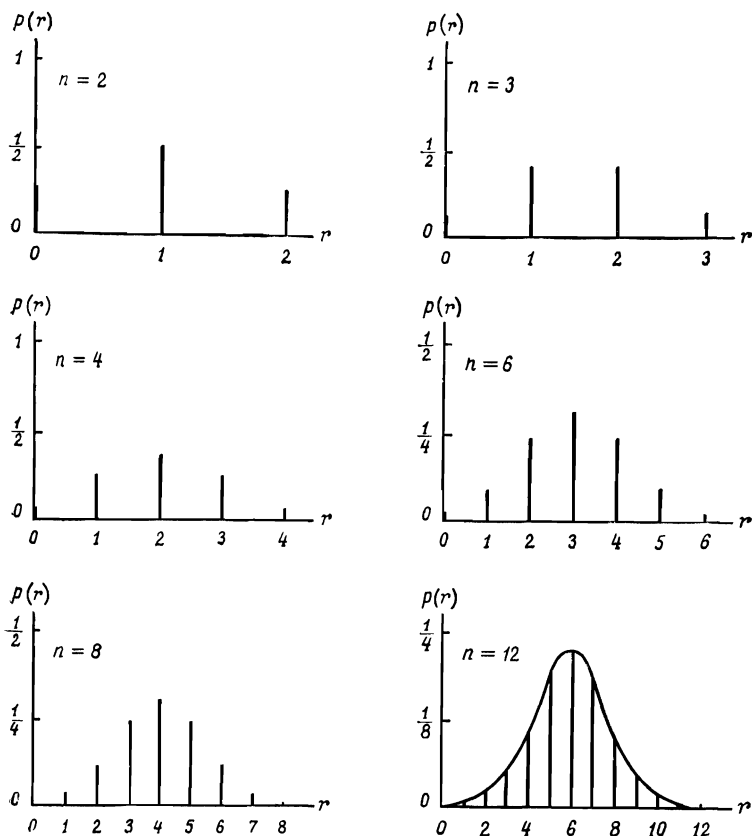 p(r)
1
n = 2
1/2
0
0 1 2 r
p(r)
1
n = 3
1/2
0
0 1 2 3 r
p(r)
1
n = 4
1/2
0
0 1 2 3 4 r
p(r)
1/2
n = 6
1/4
0
0 1 2 3 4 5 6 r
p(r)
1/2
n = 8
1/4
0
0 1 2 3 4 5 6 7 8 r
p(r)
1/4
n = 12
1/8
0
0 2 4 6 8 10 12 r